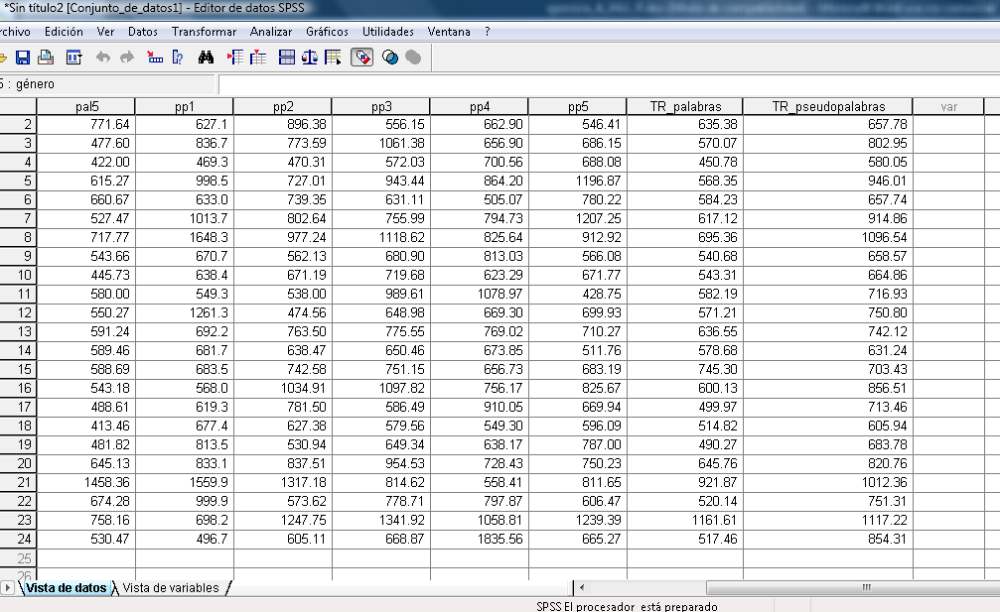 *Sin título2 [Conjunto_de_datos1] - Editor de datos SPSS
rchivo Edición Ver Datos Transformar Analizar Gráficos Utilidades Ventana ?
5 : género
pal5 pp1 pp2 pp3 pp4 pp5 TR_palabras TR_pseudopalabras var
2 771.64 627.1 896.38 556.15 662.90 546.41 635.38 657.78
3 477.60 836.7 773.59 1061.38 656.90 686.15 570.07 802.95
4 422.00 469.3 470.31 572.03 700.56 688.08 450.78 580.05
5 615.27 998.5 727.01 943.44 864.20 1196.87 568.35 946.01
6 660.67 633.0 739.35 631.11 505.07 780.22 584.23 657.74
7 527.47 1013.7 802.64 755.99 794.73 1207.25 617.12 914.86
8 717.77 1648.3 977.24 1118.62 825.64 912.92 695.36 1096.54
9 543.66 670.7 562.13 680.90 813.03 566.08 540.68 658.57
10 445.73 638.4 671.19 719.68 623.29 671.77 543.31 664.86
11 580.00 549.3 538.00 989.61 1078.97 428.75 582.19 716.93
12 550.27 1261.3 474.56 648.98 669.30 699.93 571.21 750.80
13 591.24 692.2 763.50 775.55 769.02 710.27 636.55 742.12
14 589.46 681.7 638.47 650.46 673.85 511.76 578.68 631.24
15 588.69 683.5 742.58 751.15 656.73 683.19 745.30 703.43
16 543.18 568.0 1034.91 1097.82 756.17 825.67 600.13 856.51
17 488.61 619.3 781.50 586.49 910.05 669.94 499.97 713.46
18 413.46 677.4 627.38 579.56 549.30 596.09 514.82 605.94
19 481.82 813.5 530.94 649.34 638.17 787.00 490.27 683.78
20 645.13 833.1 837.51 954.53 728.43 750.23 645.76 820.76
21 1458.36 1559.9 1317.18 814.62 558.41 811.65 921.87 1012.36
22 674.28 999.9 573.62 778.71 797.87 606.47 520.14 751.31
23 758.16 698.2 1247.75 1341.92 1058.81 1239.39 1161.61 1117.22
24 530.47 496.7 605.11 668.87 1835.56 665.27 517.46 854.31
25
26
Vista de datos Vista de variables
SPSS El procesador está preparado